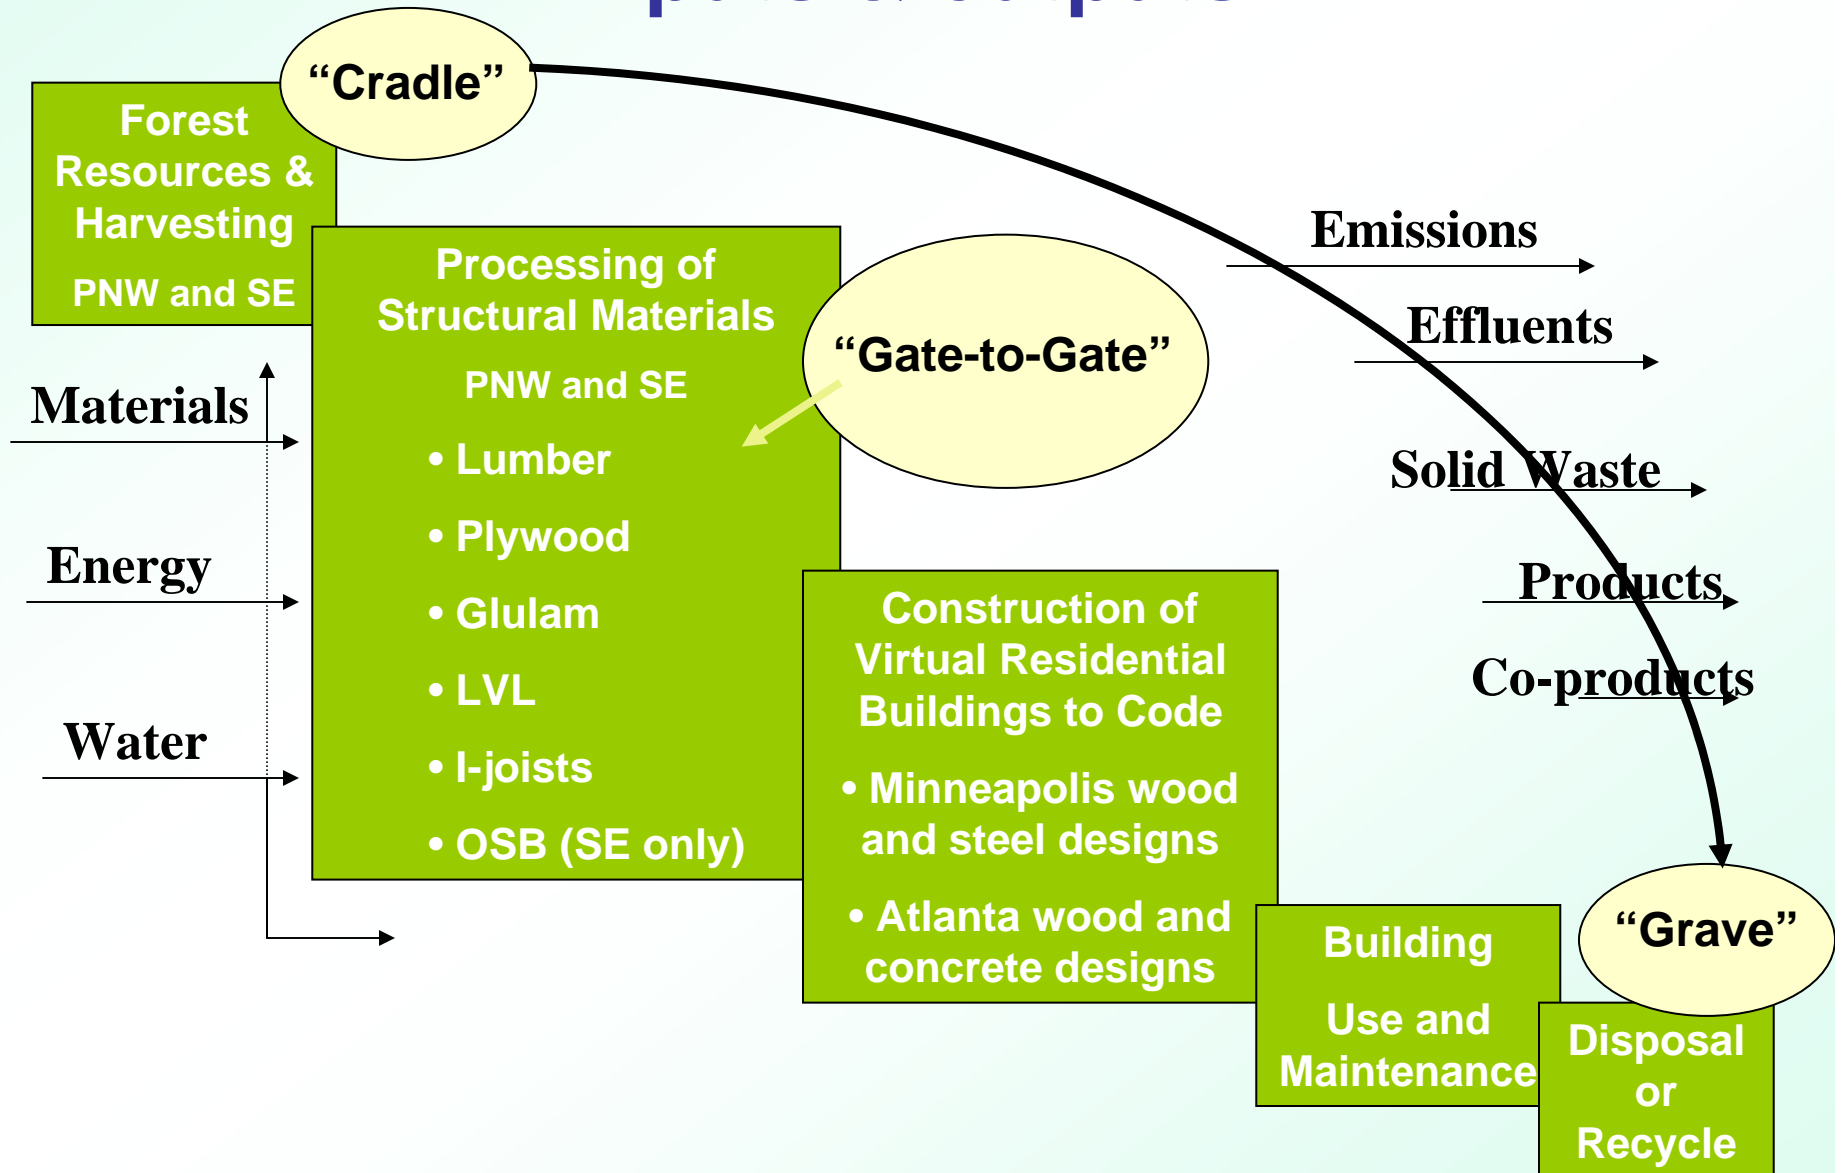 “Cradle”
Forest
Resources &
Harvesting
PNW and SE
Processing of
Structural Materials
PNW and SE
• Lumber
• Plywood
• Glulam
• LVL
• I-joists
• OSB (SE only)
“Gate-to-Gate”
Materials
Energy
Water
Construction of
Virtual Residential
Buildings to Code
• Minneapolis wood
and steel designs
• Atlanta wood and
concrete designs
Emissions
Effluents
Solid Waste
Products
Co-products
Building
Use and
Maintenance
“Grave”
Disposal
or
Recycle